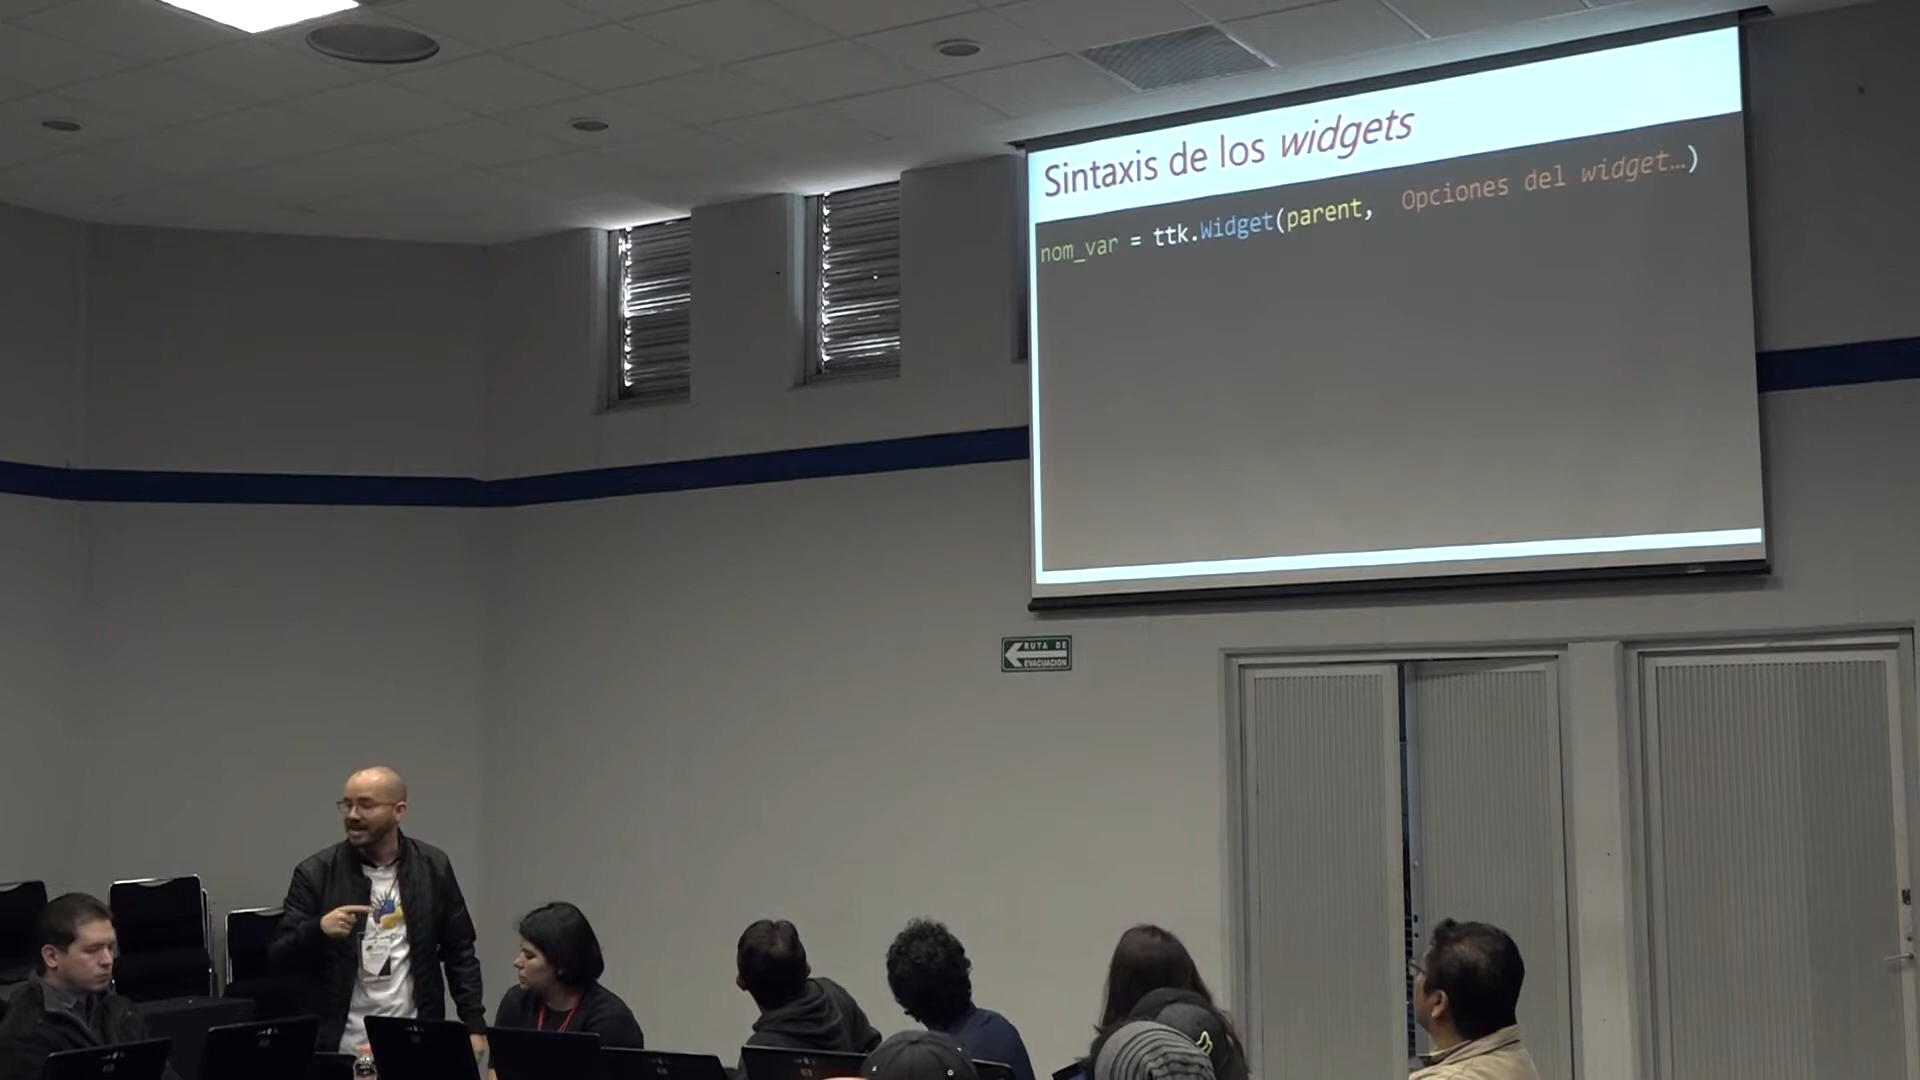 Sintaxis de los widgets
nom_var = ttk.Widget(parent, Opciones del widget…)
RUTA DE
EVACUACION